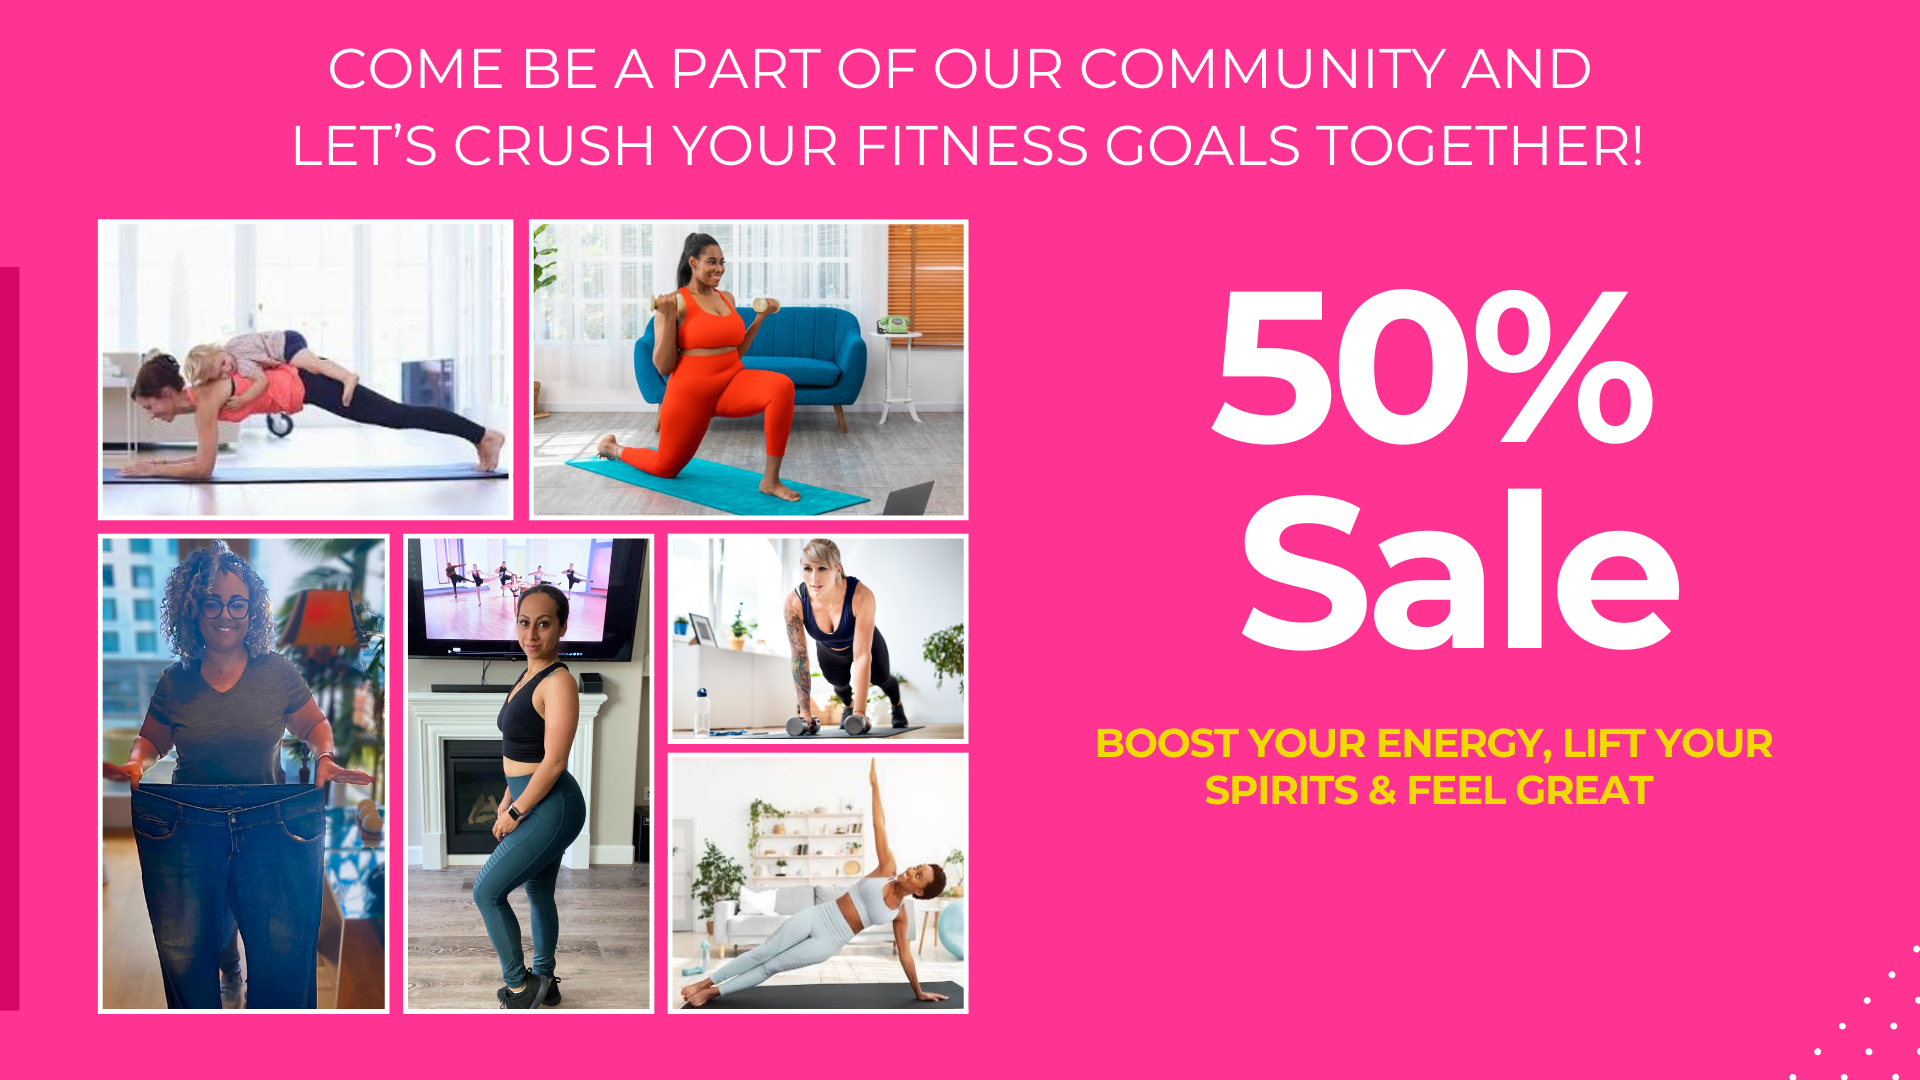 COME BE A PART OF OUR COMMUNITY AND
LET’S CRUSH YOUR FITNESS GOALS TOGETHER!
50%
Sale
BOOST YOUR ENERGY, LIFT YOUR
SPIRITS & FEEL GREAT